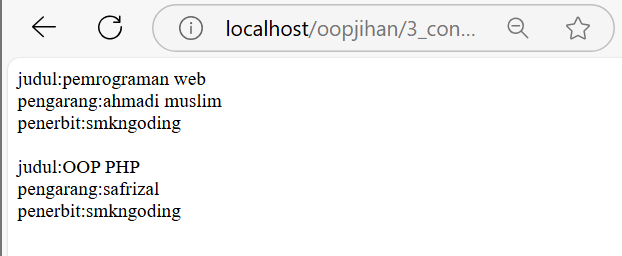 localhost/oopjihan/3_con...
judul:pemrograman web
pengarang:ahmadi muslim
penerbit:smkngoding
judul:OOP PHP
pengarang:safrizal
penerbit:smkngoding